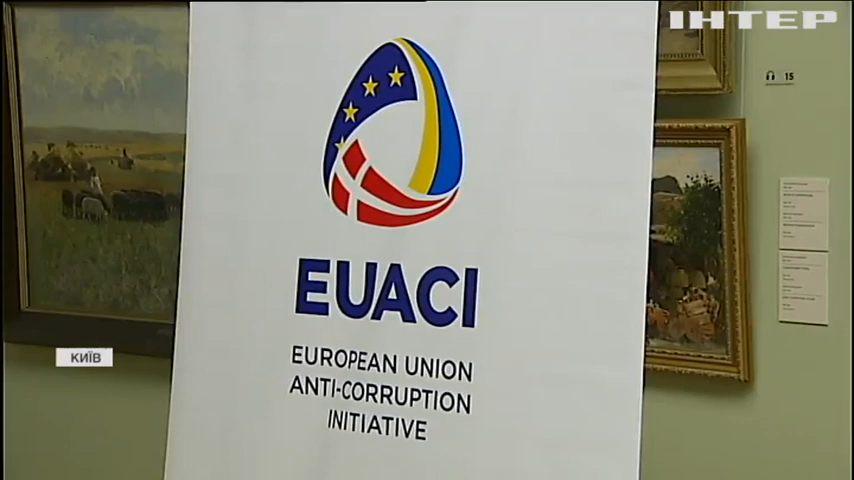 ІНТЕР
15
EUACI
EUROPEAN UNION
ANTI-CORRUPTION
INITIATIVE
КИЇВ